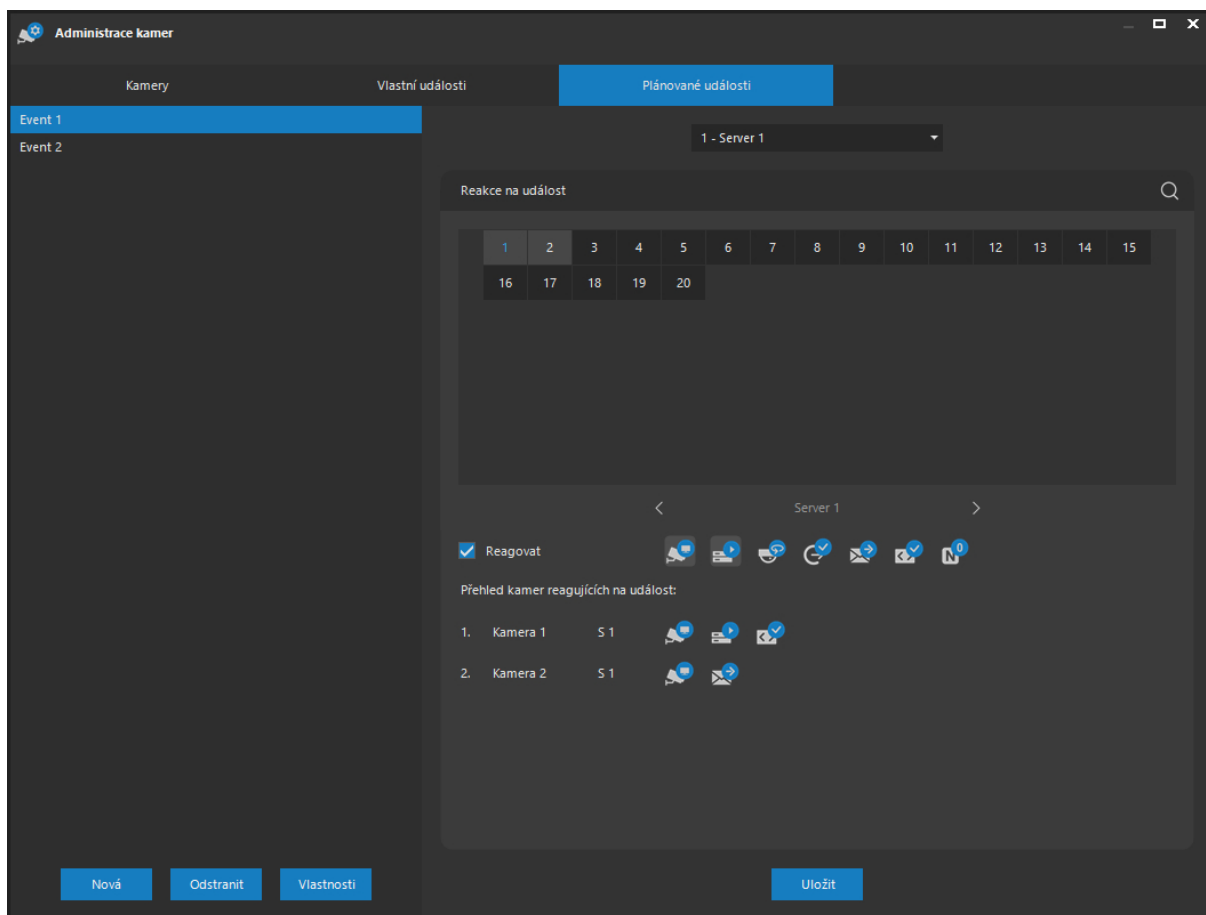 Administrace kamer
Kamery Vlastní události Plánované události
Event 1
Event 2
1 - Server 1
Reakce na událost
1 2 3 4 5 6 7 8 9 10 11 12 13 14 15
16 17 18 19 20
Server 1
Reagovat
N 0
Přehled kamer reagujících na událost:
1. Kamera 1 S 1
2. Kamera 2 S 1
Nová Odstranit Vlastnosti Uložit